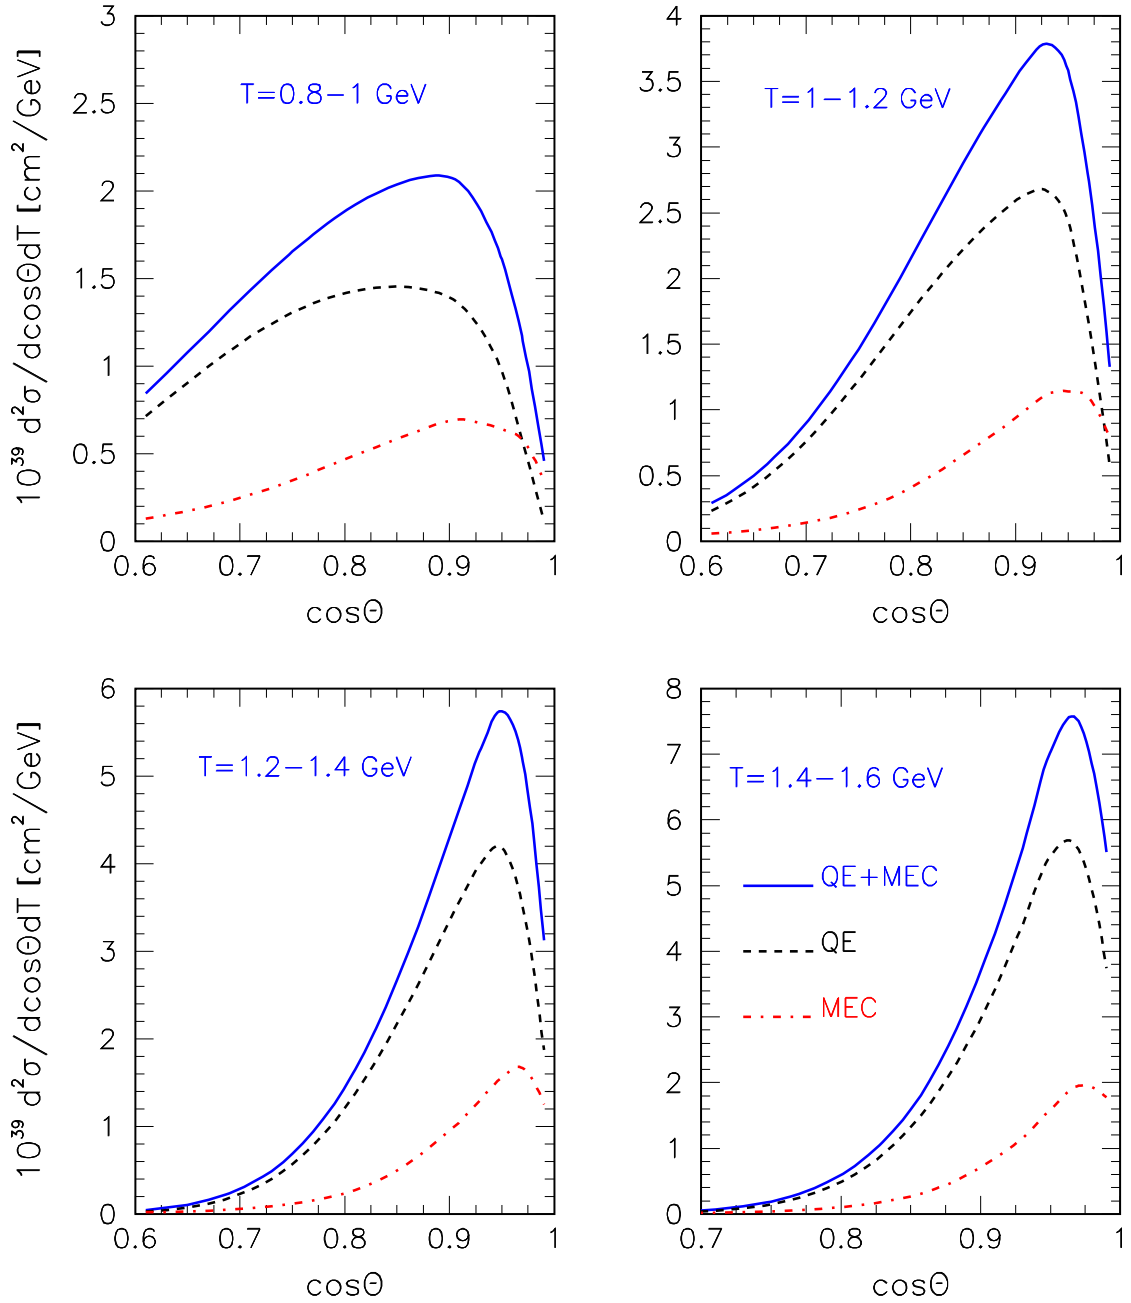 10³⁹ d²σ/dcosΘdT [cm²/GeV]
3
2.5
2
1.5
1
0.5
0
T=0.8−1 GeV
0.6 0.7 0.8 0.9 1
cosΘ
4
3.5
3
2.5
2
1.5
1
0.5
0
T=1−1.2 GeV
0.6 0.7 0.8 0.9 1
cosΘ
10³⁹ d²σ/dcosΘdT [cm²/GeV]
6
5
4
3
2
1
0
T=1.2−1.4 GeV
0.6 0.7 0.8 0.9 1
cosΘ
8
7
6
5
4
3
2
1
0
T=1.4−1.6 GeV
QE+MEC
QE
MEC
0.7 0.8 0.9 1
cosΘ